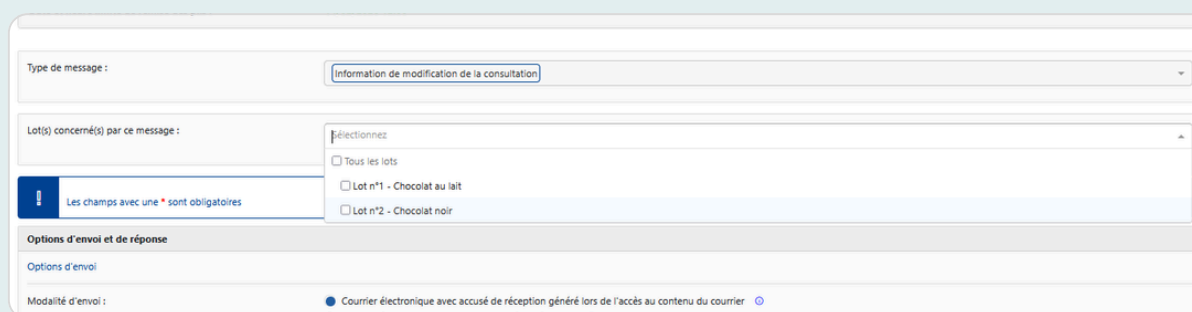 Type de message :
Information de modification de la consultation
Lot(s) concerné(s) par ce message :
Sélectionnez
Tous les lots
Lot n°1 - Chocolat au lait
Lot n°2 - Chocolat noir
! Les champs avec une * sont obligatoires
Options d'envoi et de réponse
Options d'envoi
Modalité d'envoi :
Courrier électronique avec accusé de réception généré lors de l'accès au contenu du courrier